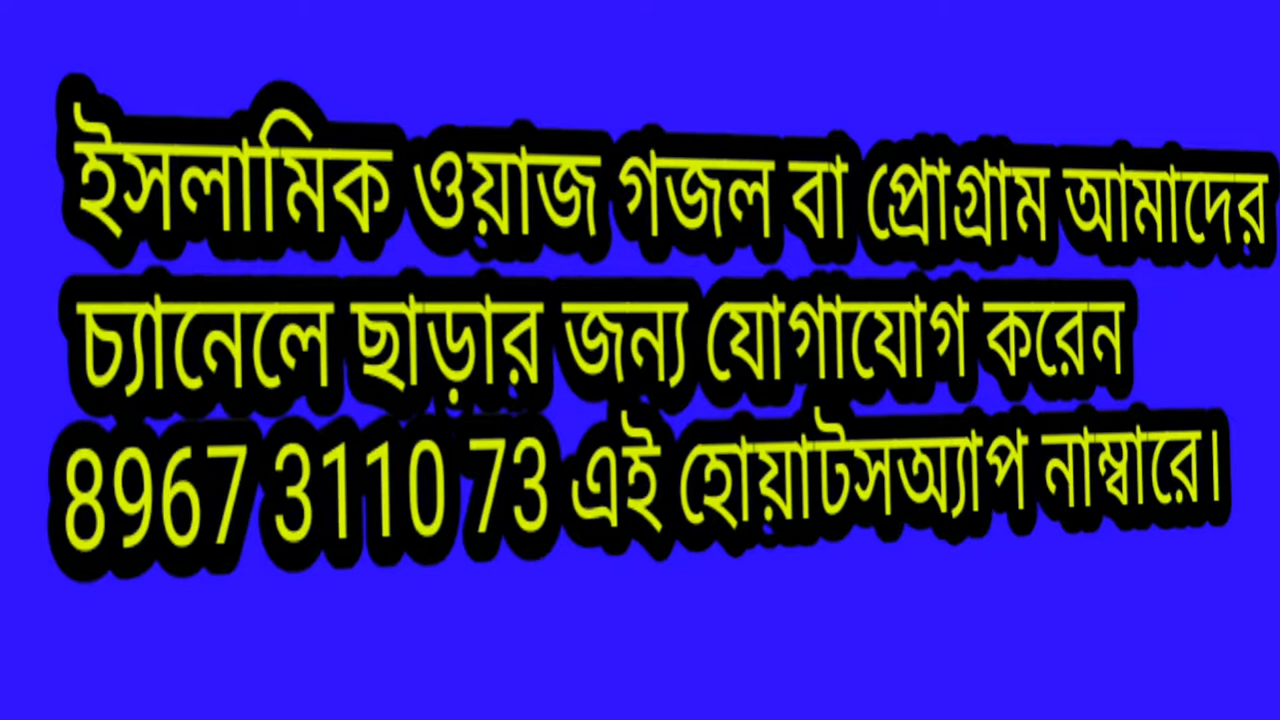 ইসলামিক ওয়াজ গজল বা প্রোগ্রাম আমাদের
চ্যানেলে ছাড়ার জন্য যোগাযোগ করেন
8967 3110 73 এই হোয়াটসঅ্যাপ নাম্বারে।